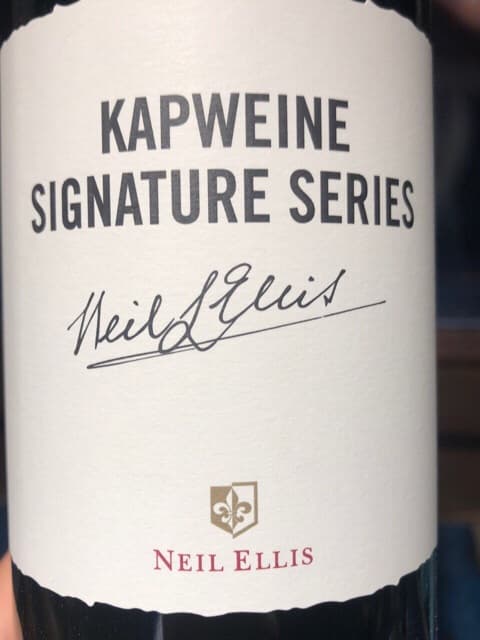 KAPWEINE
SIGNATURE SERIES
Neil L Ellis
NEIL ELLIS